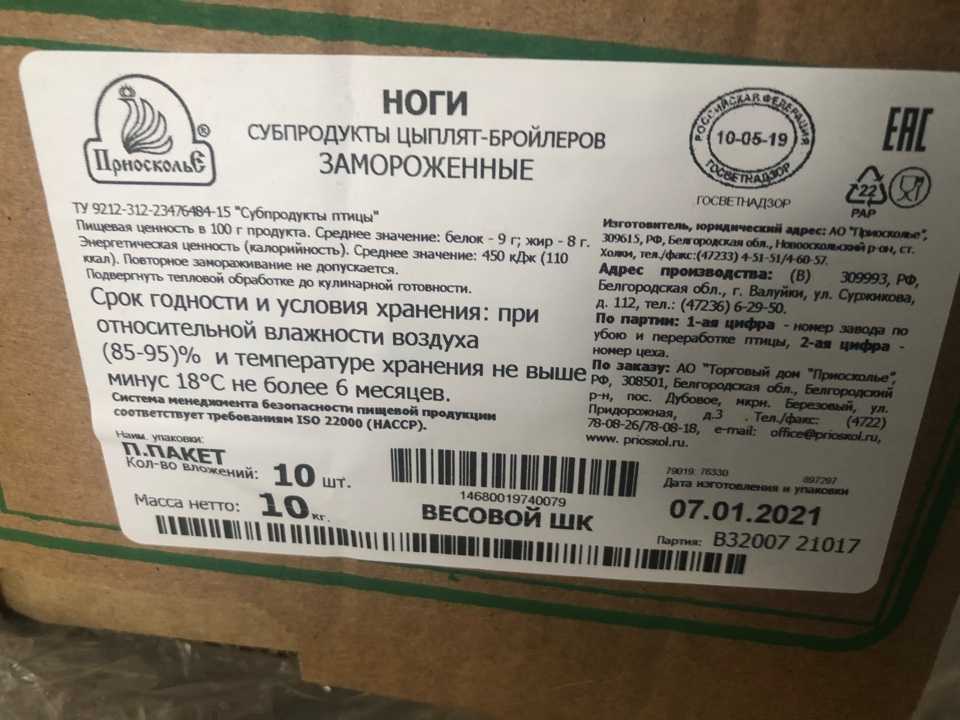 Приосколье®
НОГИ
СУБПРОДУКТЫ ЦЫПЛЯТ-БРОЙЛЕРОВ
ЗАМОРОЖЕННЫЕ
РОССИЙСКАЯ ФЕДЕРАЦИЯ
10-05-19
ГОСВЕТНАДЗОР
ГОСВЕТНАДЗОР
ЕАС
22
PAP
ТУ 9212-312-23476484-15 "Субпродукты птицы"
Пищевая ценность в 100 г продукта. Среднее значение: белок - 9 г; жир - 8 г.
Энергетическая ценность (калорийность). Среднее значение: 450 кДж (110
ккал). Повторное замораживание не допускается.
Подвергнуть тепловой обработке до кулинарной готовности.
Срок годности и условия хранения: при
относительной влажности воздуха
(85-95)% и температуре хранения не выше
минус 18°С не более 6 месяцев.
Система менеджмента безопасности пищевой продукции
соответствует требованиям ISO 22000 (НАССР).
Изготовитель, юридический адрес: АО "Приосколье",
309615, РФ, Белгородская обл., Новооскольский р-он, ст.
Холки, тел./факс:(47233) 4-51-51/4-60-57.
Адрес производства: (В) 309993, РФ,
Белгородская обл., г. Валуйки, ул. Суржикова,
д. 112, тел.: (47236) 6-29-50.
По партии: 1-ая цифра - номер завода по
убою и переработке птицы, 2-ая цифра -
номер цеха.
По заказу: АО "Торговый дом "Приосколье",
РФ, 308501, Белгородская обл., Белгородский
р-н, пос. Дубовое, мкрн. Березовый, ул.
Придорожная, д.3 . Тел./факс: (4722)
78-08-26/78-08-18, e-mail: office@prioskol.ru,
www. prioskol.ru.
Наим. упаковки:
П.ПАКЕТ
Кол-во вложений: 10 шт.
Масса нетто: 10 кг.
14680019740079
ВЕСОВОЙ ШК
79019: 76330 897297
Дата изготовления и упаковки
07.01.2021
Партия: В32007 21017